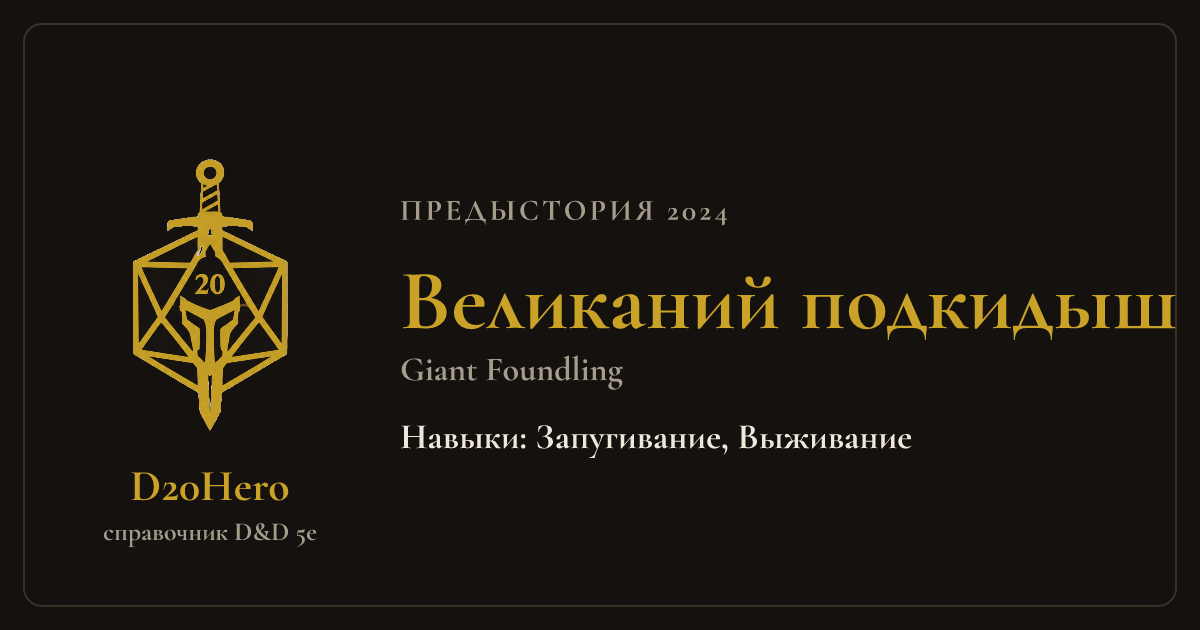 ПРЕДЫСТОРИЯ 2024
Великаний подкидыш
Giant Foundling
Навыки: Запугивание, Выживание
20
D20Hero
справочник D&D 5e